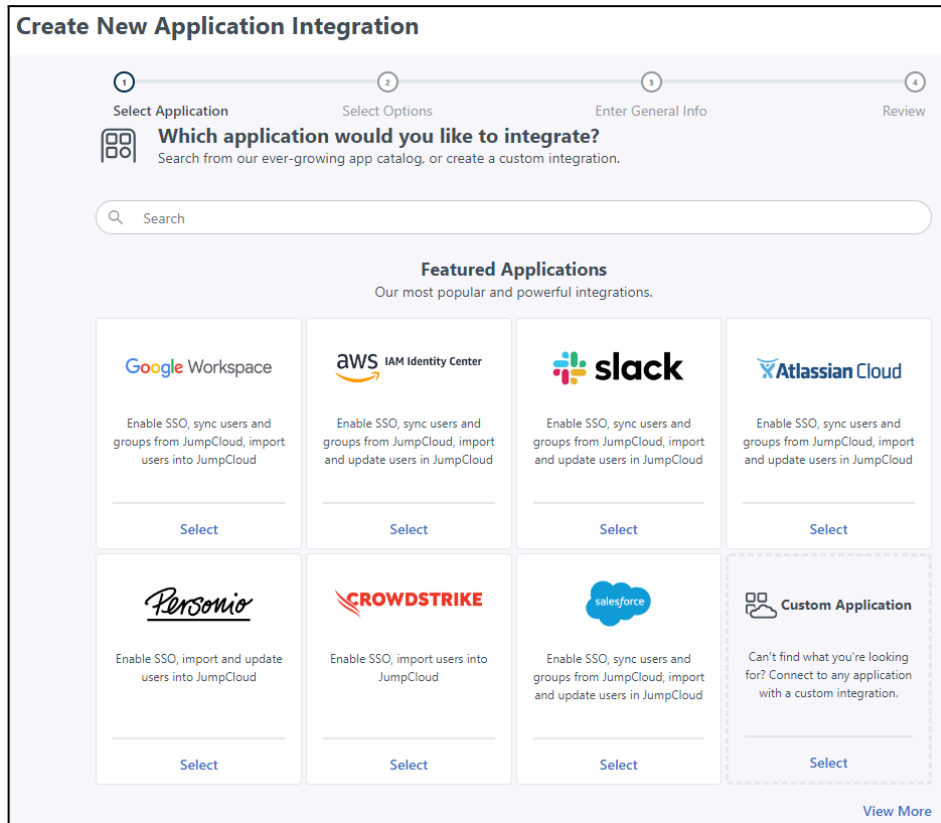 Create New Application Integration
1
2
3
4
Select Application
Select Options
Enter General Info
Review
Which application would you like to integrate?
Search from our ever-growing app catalog, or create a custom integration.
Search
Featured Applications
Our most popular and powerful integrations.
Google Workspace
Enable SSO, sync users and
groups from JumpCloud, import
users into JumpCloud
Select
aws IAM Identity Center
Enable SSO, sync users and
groups from JumpCloud, import
and update users in JumpCloud
Select
slack
Enable SSO, sync users and
groups from JumpCloud, import
and update users in JumpCloud
Select
Atlassian Cloud
Enable SSO, sync users and
groups from JumpCloud, import
and update users in JumpCloud
Select
Personio
Enable SSO, import and update
users into JumpCloud
Select
CROWDSTRIKE
Enable SSO, import users into
JumpCloud
Select
salesforce
Enable SSO, sync users and
groups from JumpCloud, import
and update users in JumpCloud
Select
Custom Application
Can't find what you're looking
for? Connect to any application
with a custom integration.
Select
View More